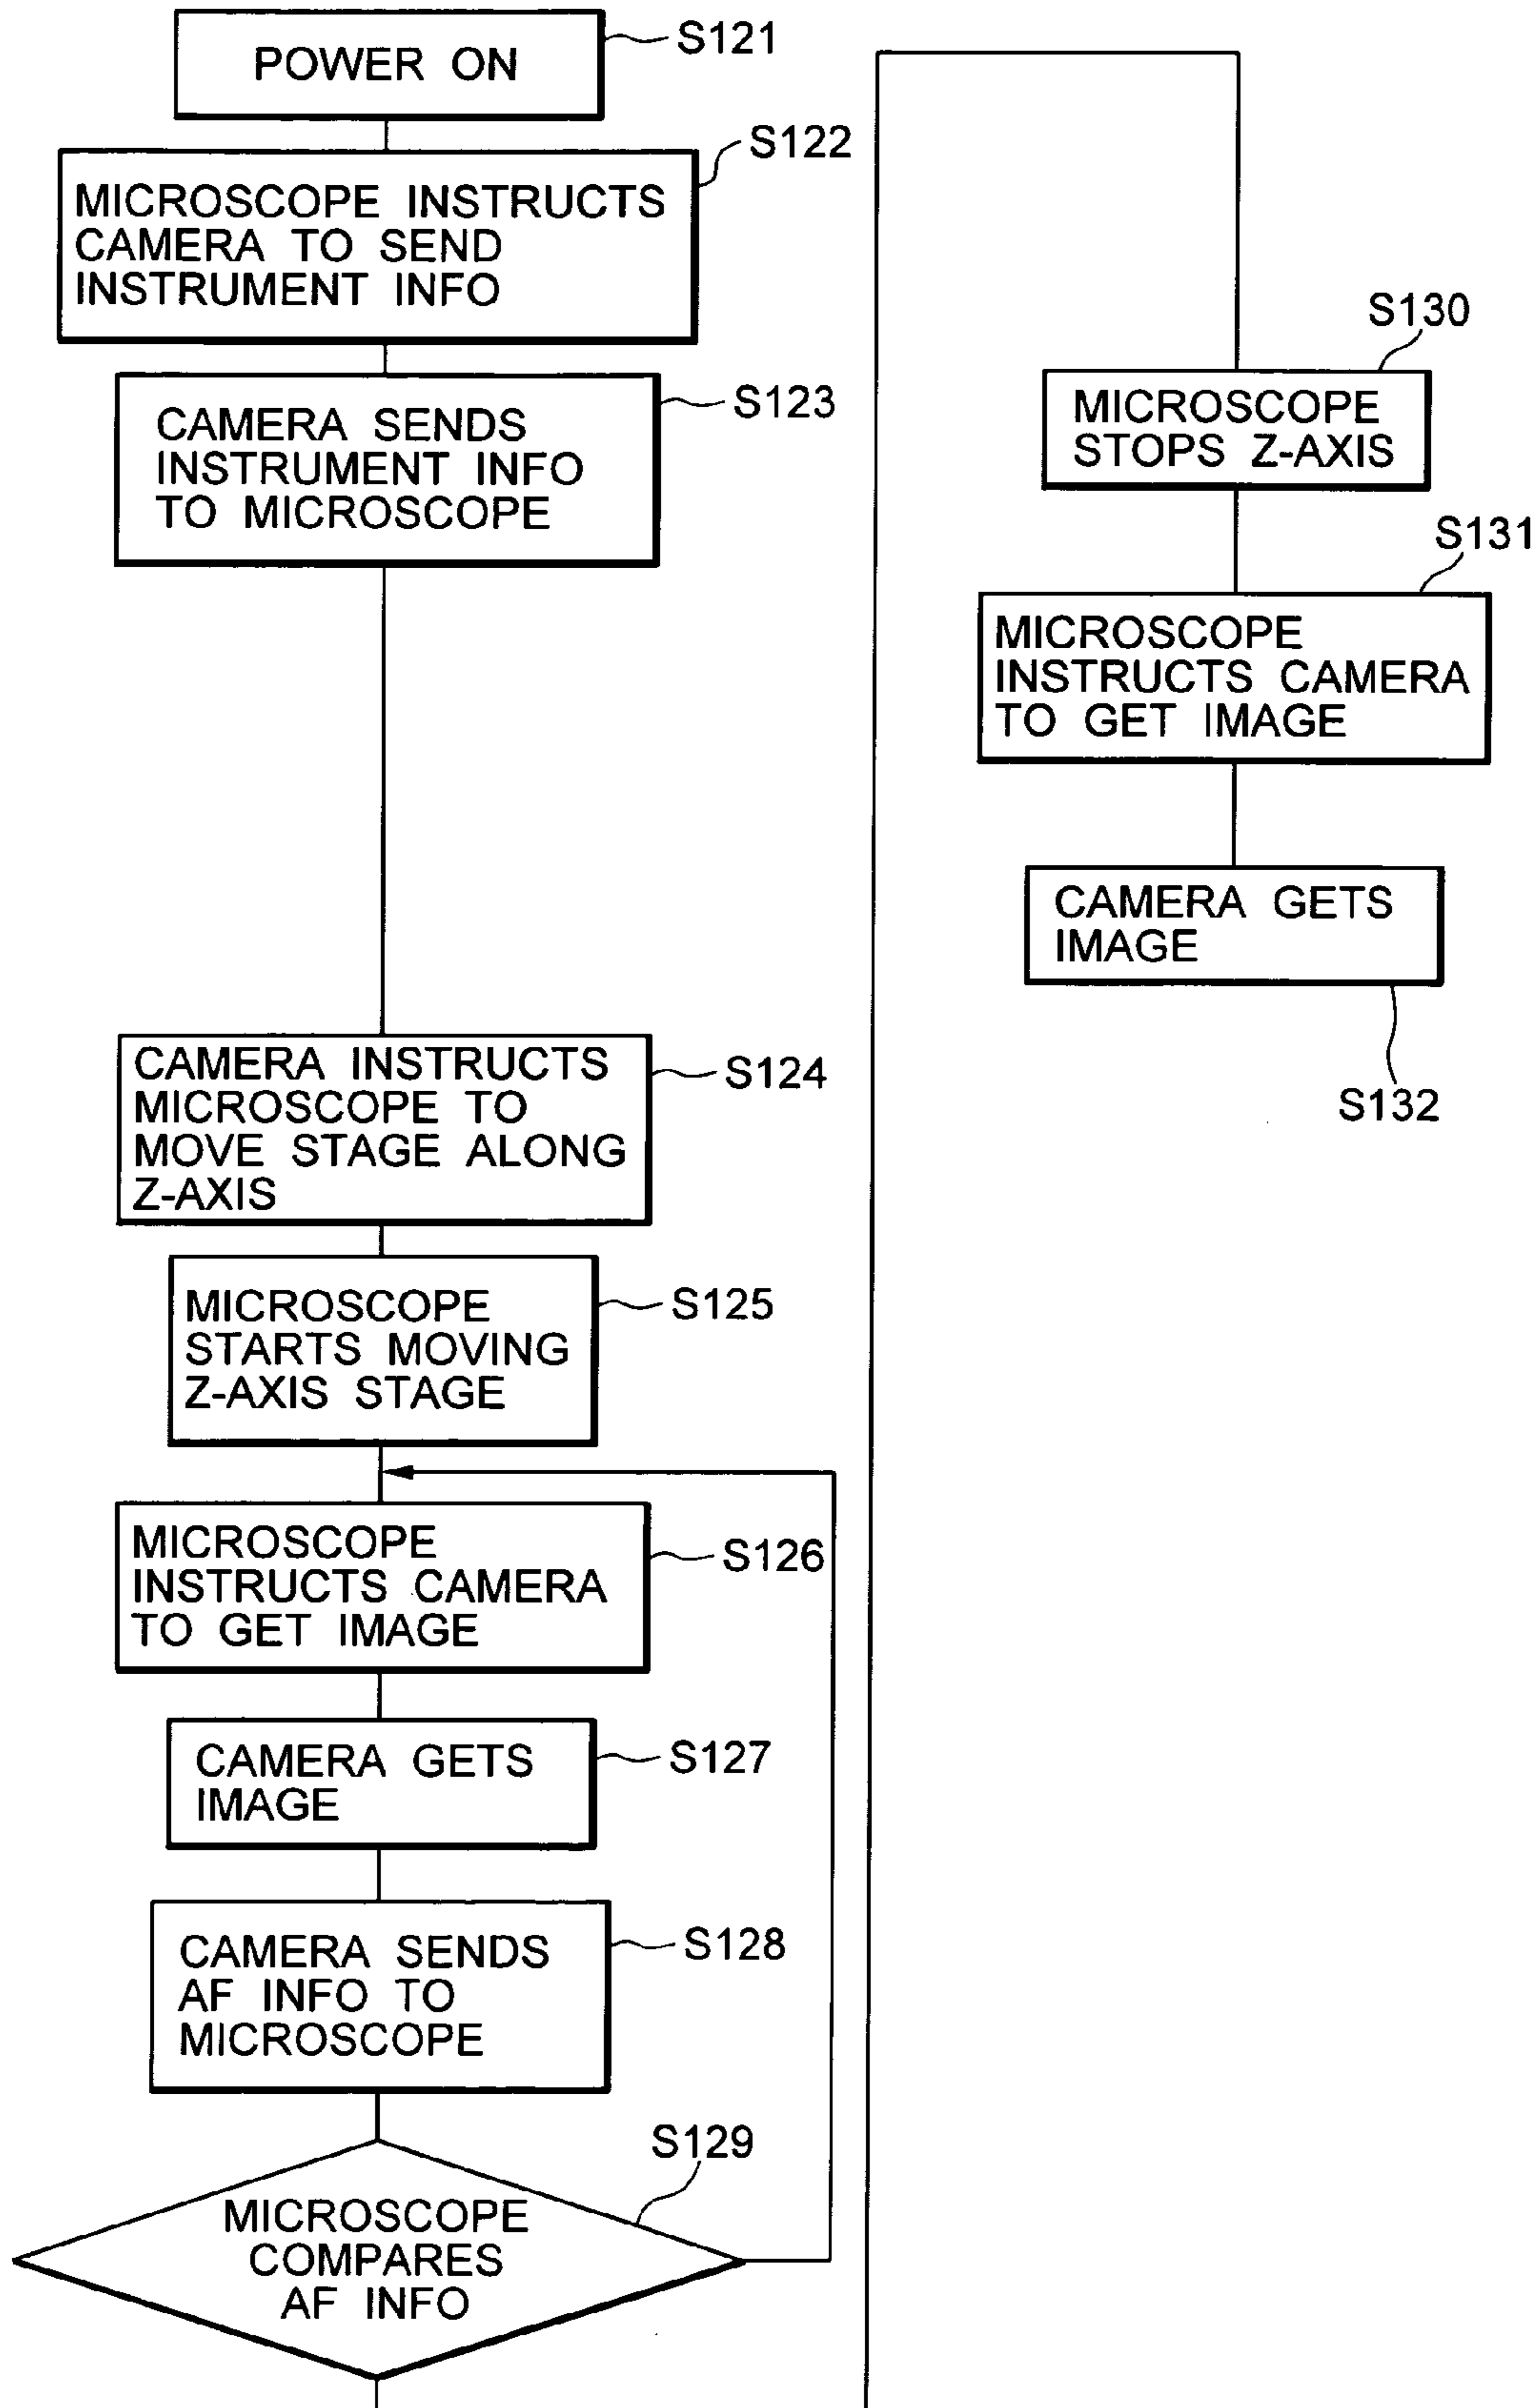 POWER ON
S121
S122
MICROSCOPE INSTRUCTS
CAMERA TO SEND
INSTRUMENT INFO
S123
CAMERA SENDS
INSTRUMENT INFO
TO MICROSCOPE
CAMERA INSTRUCTS
MICROSCOPE TO
MOVE STAGE ALONG
Z-AXIS
S124
MICROSCOPE
STARTS MOVING
Z-AXIS STAGE
S125
MICROSCOPE
INSTRUCTS CAMERA
TO GET IMAGE
S126
CAMERA GETS
IMAGE
S127
CAMERA SENDS
AF INFO TO
MICROSCOPE
S128
S129
MICROSCOPE
COMPARES
AF INFO
S130
MICROSCOPE
STOPS Z-AXIS
S131
MICROSCOPE
INSTRUCTS CAMERA
TO GET IMAGE
CAMERA GETS
IMAGE
S132